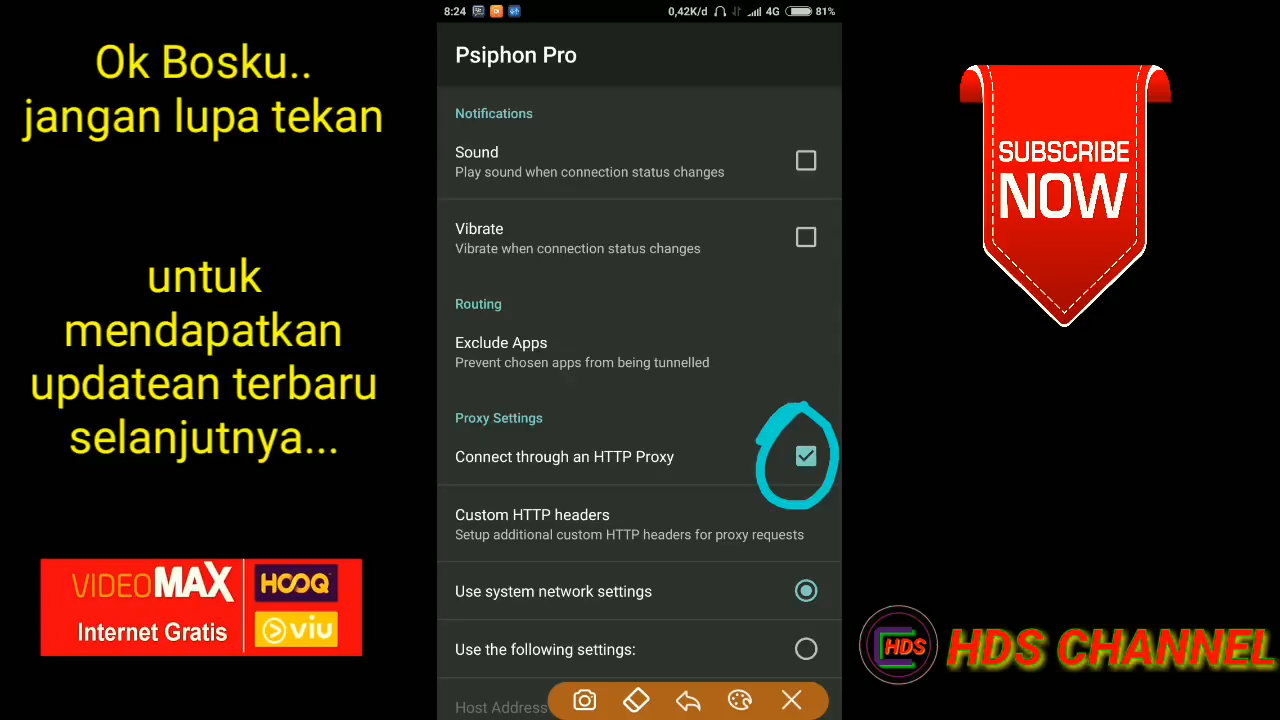 Ok Bosku..
jangan lupa tekan
untuk
mendapatkan
updatean terbaru
selanjutnya...
VIDEOMAX
Internet Gratis
HOOQ
viu
8:24
0,42K/d
4G
81%
Psiphon Pro
Notifications
Sound
Play sound when connection status changes
Vibrate
Vibrate when connection status changes
Routing
Exclude Apps
Prevent chosen apps from being tunnelled
Proxy Settings
Connect through an HTTP Proxy
Custom HTTP headers
Setup additional custom HTTP headers for proxy requests
Use system network settings
Use the following settings:
Host Address
SUBSCRIBE
NOW
HDS
HDS CHANNEL